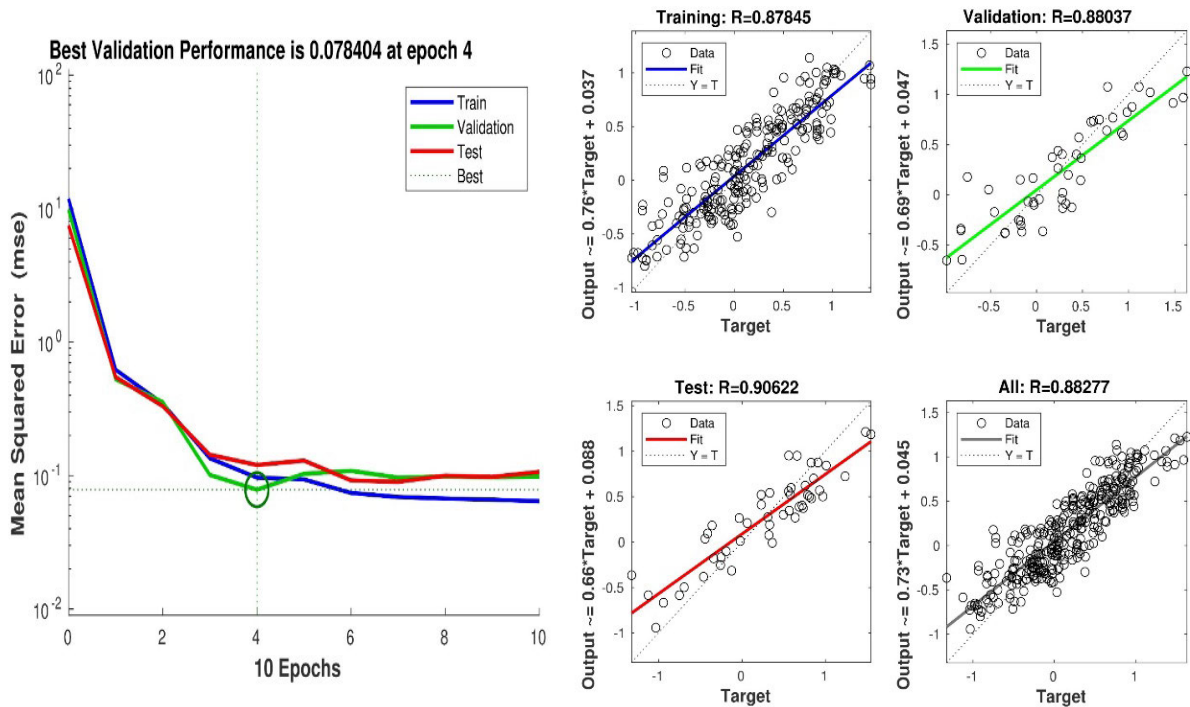 Best Validation Performance is 0.078404 at epoch 4
Mean Squared Error (mse)
10^2
10^1
10^0
10^-1
10^-2
Train
Validation
Test
Best
0 2 4 6 8 10
10 Epochs
Training: R=0.87845
Output ~= 0.76*Target + 0.037
Data
Fit
Y = T
1
0.5
0
-0.5
-1
-1 -0.5 0 0.5 1
Target
Validation: R=0.88037
Output ~= 0.69*Target + 0.047
Data
Fit
Y = T
1.5
1
0.5
0
-0.5
-0.5 0 0.5 1 1.5
Target
Test: R=0.90622
Output ~= 0.66*Target + 0.088
Data
Fit
Y = T
1.5
1
0.5
0
-0.5
-1
-1 0 1
Target
All: R=0.88277
Output ~= 0.73*Target + 0.045
Data
Fit
Y = T
1.5
1
0.5
0
-0.5
-1
-1 0 1
Target